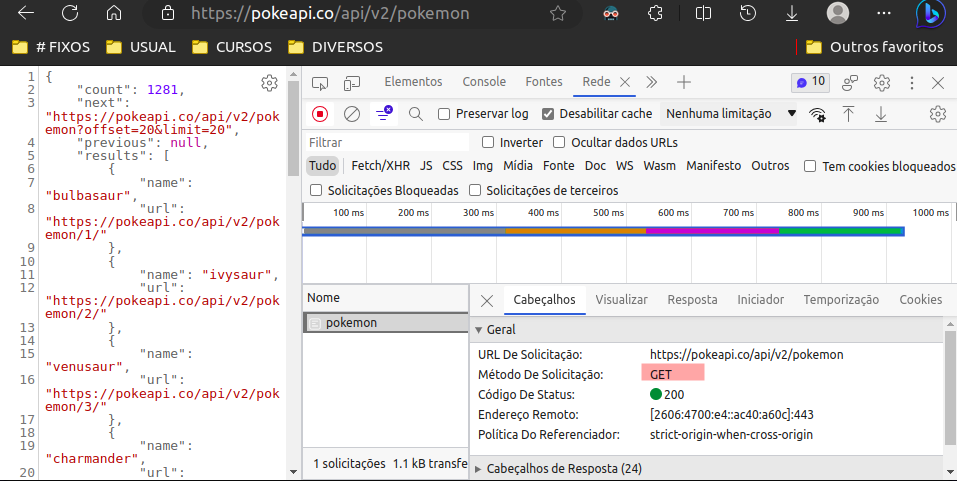 https://pokeapi.co/api/v2/pokemon
# FIXOS USUAL CURSOS DIVERSOS Outros favoritos
1 {
2 "count": 1281,
3 "next":
"https://pokeapi.co/api/v2/pok
emon?offset=20&limit=20",
4 "previous": null,
5 "results": [
6 {
7 "name":
"bulbasaur",
8 "url":
"https://pokeapi.co/api/v2/pok
emon/1/"
9 },
10 {
11 "name": "ivysaur",
12 "url":
"https://pokeapi.co/api/v2/pok
emon/2/"
13 },
14 {
15 "name":
"venusaur",
16 "url":
"https://pokeapi.co/api/v2/pok
emon/3/"
17 },
18 {
19 "name":
"charmander",
20 "url":
Elementos Console Fontes Rede 10
Preservar log Desabilitar cache Nenhuma limitação
Filtrar Inverter Ocultar dados URLs
Tudo Fetch/XHR JS CSS Img Mídia Fonte Doc WS Wasm Manifesto Outros Tem cookies bloqueados
Solicitações Bloqueadas Solicitações de terceiros
100 ms 200 ms 300 ms 400 ms 500 ms 600 ms 700 ms 800 ms 900 ms 1000 ms
Nome
pokemon
1 solicitações 1.1 kB transfe
Cabeçalhos Visualizar Resposta Iniciador Temporização Cookies
Geral
URL De Solicitação: https://pokeapi.co/api/v2/pokemon
Método De Solicitação: GET
Código De Status: 200
Endereço Remoto: [2606:4700:e4::ac40:a60c]:443
Política Do Referenciador: strict-origin-when-cross-origin
Cabeçalhos de Resposta (24)